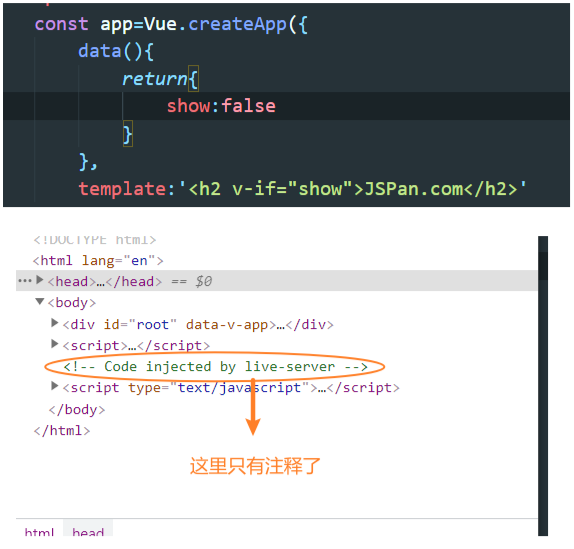 const app=Vue.createApp({
data(){
return{
show:false
}
},
template:'<h2 v-if="show">JSPan.com</h2>'
<!DOCTYPE html>
<html lang="en">
<head>…</head> == $0
<body>
<div id="root" data-v-app>…</div>
<script>…</script>
<!-- Code injected by live-server -->
<script type="text/javascript">…</script>
</body>
</html>
这里只有注释了
html head